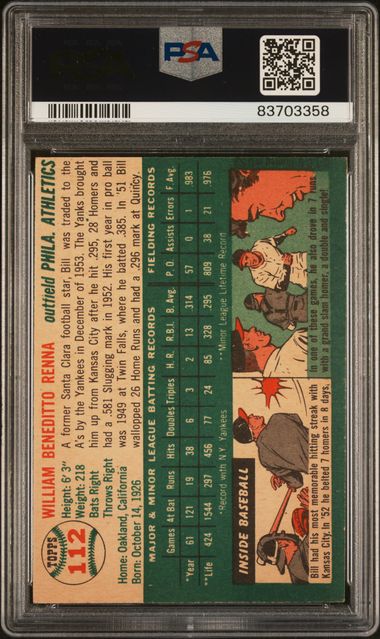 PSA
83703358
TOPPS
112
WILLIAM BENEDITTO RENNA
outfield PHILA. ATHLETICS
Height: 6'3"
Weight: 218
Bats Right
Throws Right
Home: Oakland, California
Born: October 14, 1926
A former Santa Clara football star, Bill was traded to the
A's by the Yankees in December of 1953. The Yanks brought
him up from Kansas City after he hit .295, 28 Homers and
had a .581 Slugging mark in 1952. His first year in pro ball
was 1949 at Twin Falls, where he batted .385. In '51 Bill
walloped 26 Home Runs and had a .296 mark at Quincy.
MAJOR & MINOR LEAGUE BATTING RECORDS
FIELDING RECORDS
Games At Bat Runs Hits Doubles Triples H.R. R.B.I. B. Avg. P.O. Assists Errors F. Avg.
*Year 61 121 19 38 6 3 2 13 .314 57 0 1 .983
**Life 424 1544 297 456 77 24 85 328 .295 809 38 21 .976
*Record with N.Y. Yankees
**Minor League Lifetime Record
INSIDE BASEBALL
Bill had his most memorable hitting streak with
Kansas City. In '52 he belted 7 homers in 8 days.
In one of these games, he also drove in 7 runs
with a grand-slam homer, a double and single!